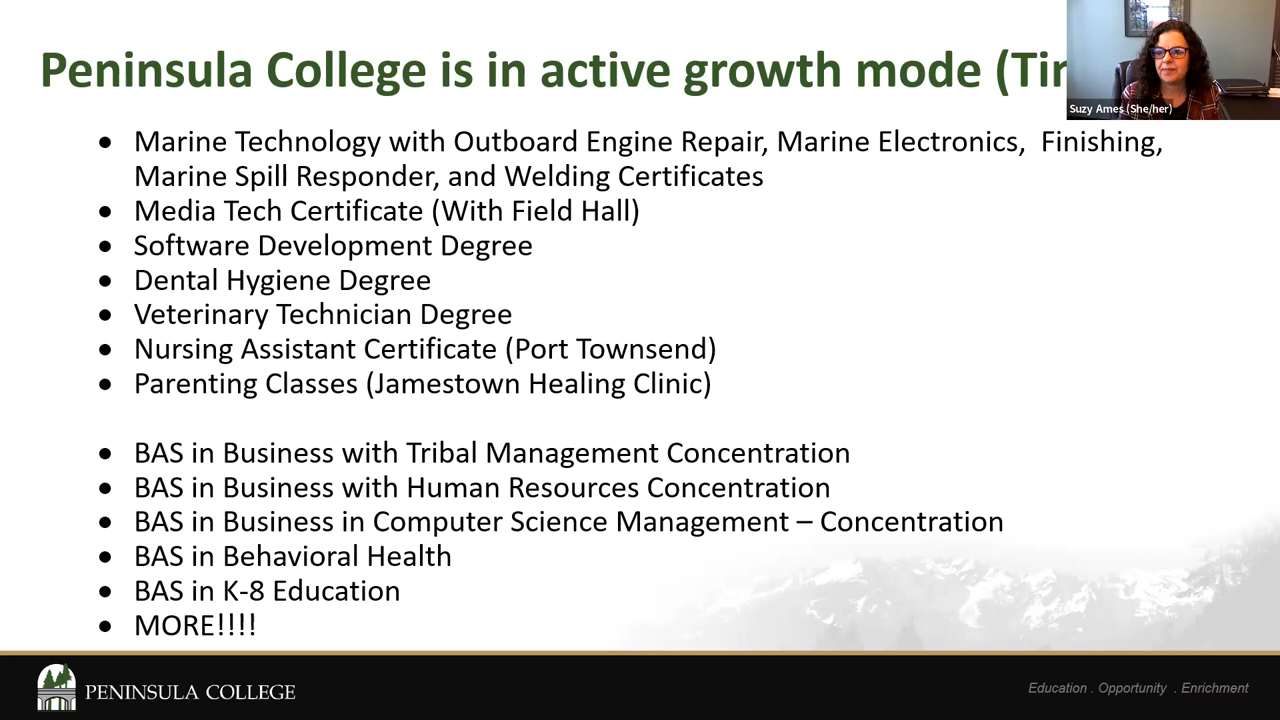 Peninsula College is in active growth mode
Suzy Ames (She/her)
• Marine Technology with Outboard Engine Repair, Marine Electronics,  Finishing,
Marine Spill Responder, and Welding Certificates
• Media Tech Certificate (With Field Hall)
• Software Development Degree
• Dental Hygiene Degree
• Veterinary Technician Degree
• Nursing Assistant Certificate (Port Townsend)
• Parenting Classes (Jamestown Healing Clinic)
• BAS in Business with Tribal Management Concentration
• BAS in Business with Human Resources Concentration
• BAS in Business in Computer Science Management – Concentration
• BAS in Behavioral Health
• BAS in K-8 Education
• MORE!!!!
PENINSULA COLLEGE
Education . Opportunity . Enrichment